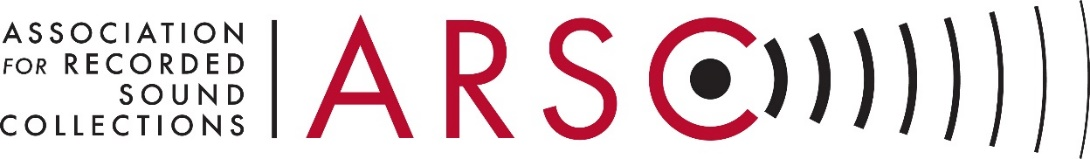 ASSOCIATION
FOR RECORDED
SOUND
COLLECTIONS
ARSC